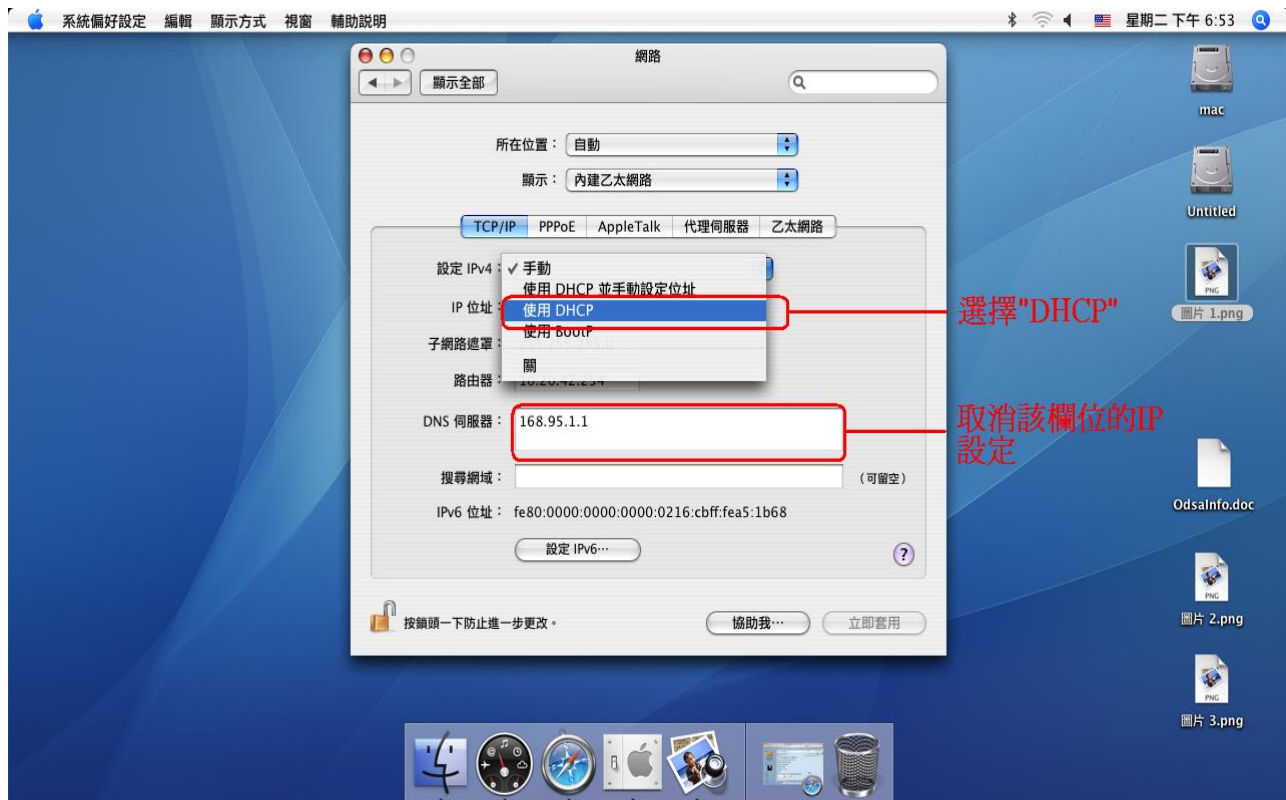 系統偏好設定 編輯 顯示方式 視窗 輔助說明 星期二 下午 6:53
網路
顯示全部
mac
所在位置： 自動
顯示： 內建乙太網路
Untitled
TCP/IP PPPoE AppleTalk 代理伺服器 乙太網路
設定 IPv4： ✓ 手動
使用 DHCP 並手動設定位址
IP 位址： 使用 DHCP
選擇"DHCP"
PNG
圖片 1.png
使用 BootP
子網路遮罩：
關
路由器： 10.20.42.254
DNS 伺服器： 168.95.1.1
取消該欄位的IP
設定
搜尋網域： (可留空)
OdsaInfo.doc
IPv6 位址： fe80:0000:0000:0000:0216:cbff:fea5:1b68
設定 IPv6…
?
PNG
圖片 2.png
按鎖頭一下防止進一步更改。 協助我… 立即套用
PNG
圖片 3.png